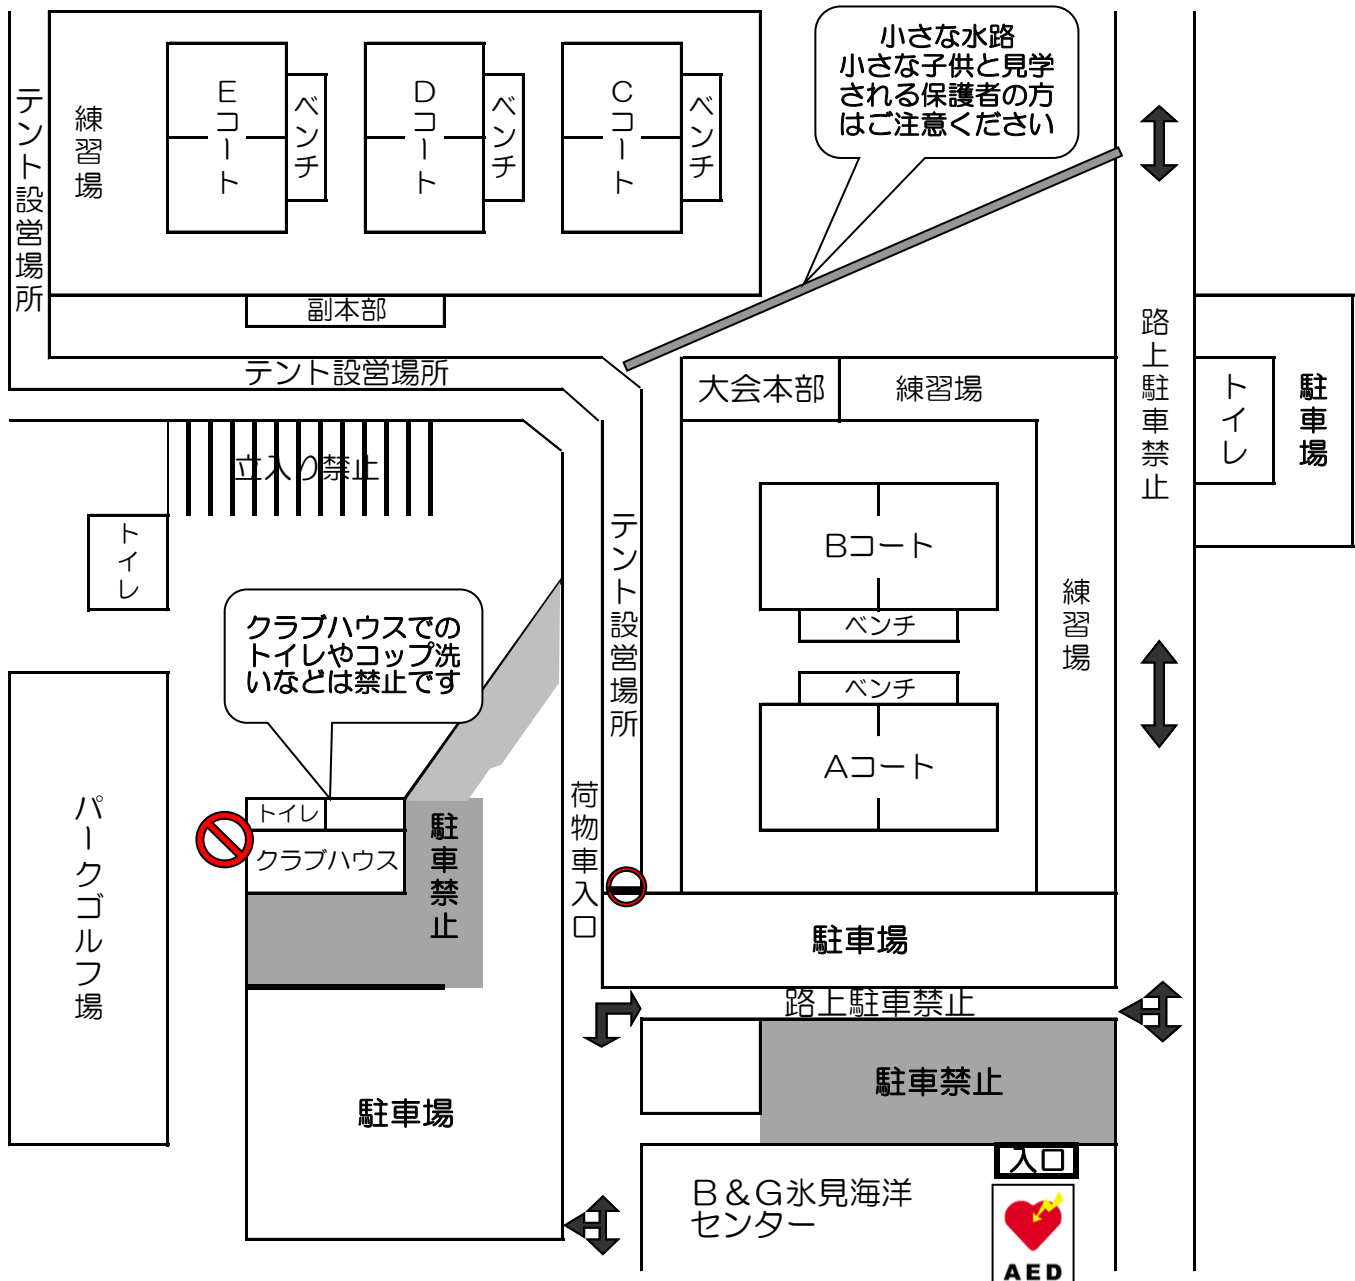 小さな水路
小さな子供と見学
される保護者の方
はご注意ください
テント設営場所
練習場
Eコート
ベンチ
Dコート
ベンチ
Cコート
ベンチ
副本部
テント設営場所
大会本部
練習場
路上駐車禁止
トイレ
駐車場
立入り禁止
トイレ
テント設営場所
Bコート
ベンチ
練習場
クラブハウスでの
トイレやコップ洗
いなどは禁止です
ベンチ
Aコート
パークゴルフ場
トイレ
クラブハウス
駐車禁止
荷物車入口
駐車場
路上駐車禁止
駐車禁止
駐車場
入口
B&G氷見海洋
センター
AED